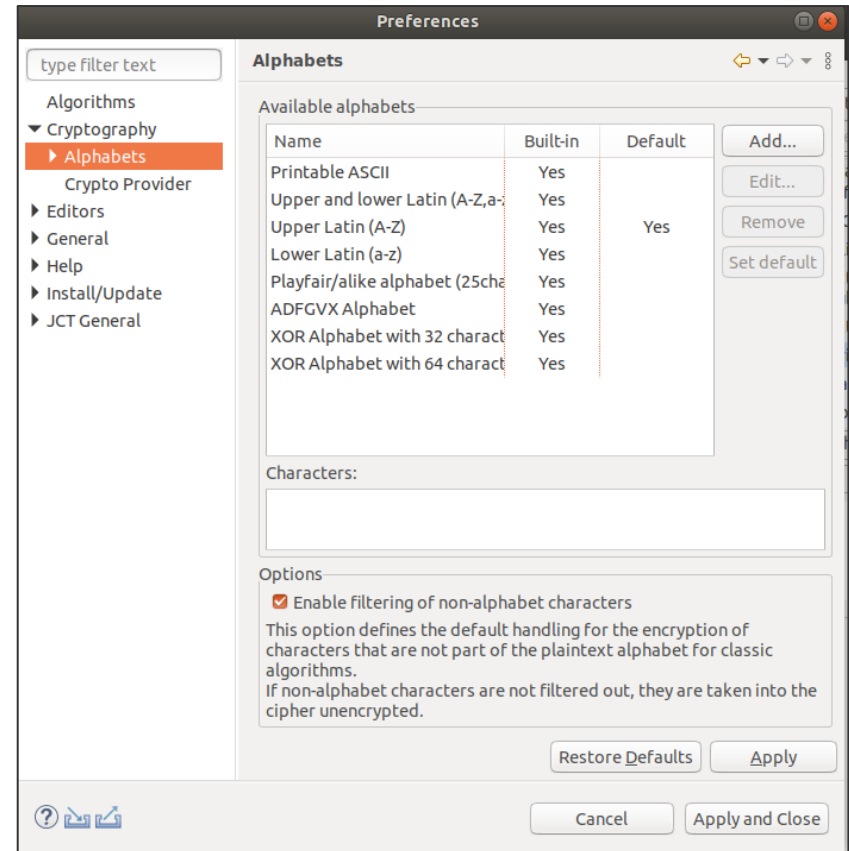 Preferences
type filter text
Alphabets
Algorithms
Cryptography
Alphabets
Crypto Provider
Editors
General
Help
Install/Update
JCT General
Available alphabets
Name Built-in Default
Printable ASCII Yes
Upper and lower Latin (A-Z,a- Yes
Upper Latin (A-Z) Yes Yes
Lower Latin (a-z) Yes
Playfair/alike alphabet (25cha Yes
ADFGVX Alphabet Yes
XOR Alphabet with 32 charact Yes
XOR Alphabet with 64 charact Yes
Add...
Edit...
Remove
Set default
Characters:
Options
Enable filtering of non-alphabet characters
This option defines the default handling for the encryption of
characters that are not part of the plaintext alphabet for classic
algorithms.
If non-alphabet characters are not filtered out, they are taken into the
cipher unencrypted.
Restore Defaults Apply
Cancel Apply and Close